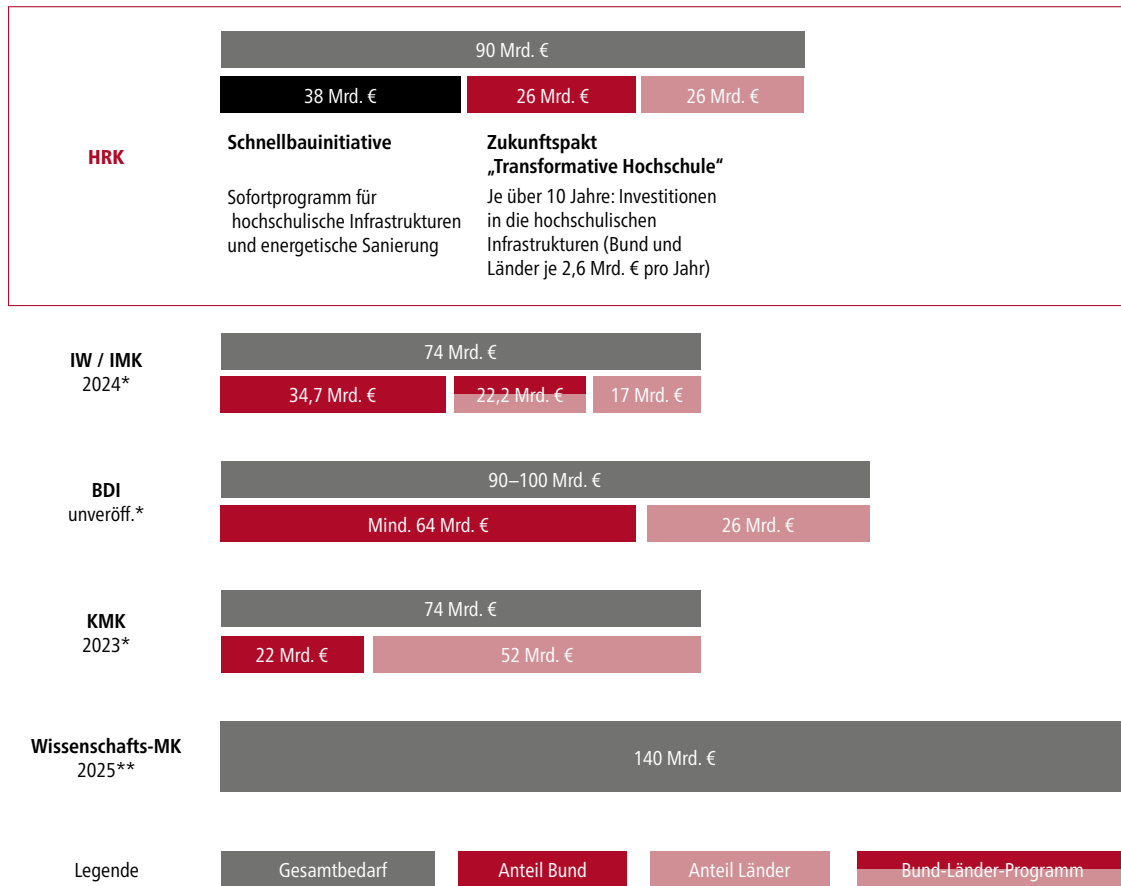 90 Mrd. €
38 Mrd. €
26 Mrd. €
26 Mrd. €
HRK
Schnellbauinitiative
Sofortprogramm für
hochschulische Infrastrukturen
und energetische Sanierung
Zukunftspakt
„Transformative Hochschule“
Je über 10 Jahre: Investitionen
in die hochschulischen
Infrastrukturen (Bund und
Länder je 2,6 Mrd. € pro Jahr)
IW / IMK
2024*
74 Mrd. €
34,7 Mrd. €
22,2 Mrd. €
17 Mrd. €
BDI
unveröff.*
90–100 Mrd. €
Mind. 64 Mrd. €
26 Mrd. €
KMK
2023*
74 Mrd. €
22 Mrd. €
52 Mrd. €
Wissenschafts-MK
2025**
140 Mrd. €
Legende
Gesamtbedarf
Anteil Bund
Anteil Länder
Bund-Länder-Programm